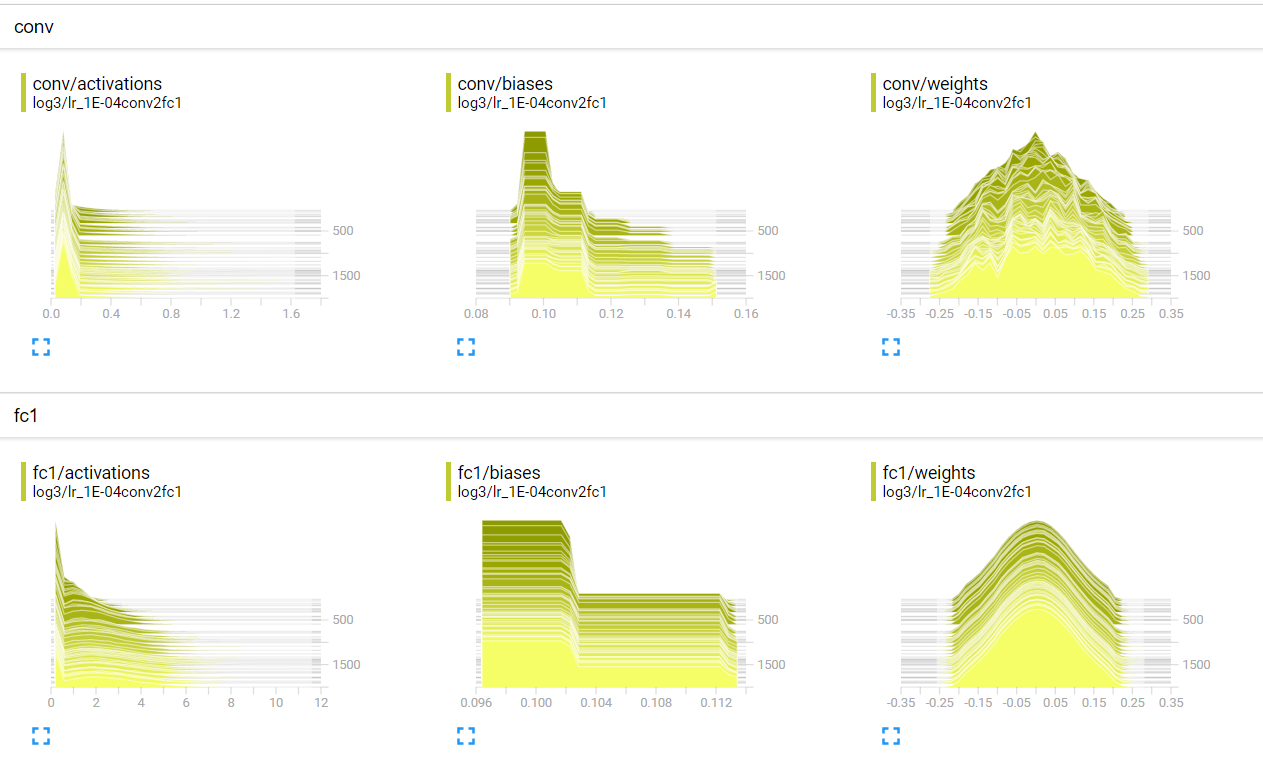 conv
conv/activations conv/biases conv/weights
log3/lr_1E-04conv2fc1 log3/lr_1E-04conv2fc1 log3/lr_1E-04conv2fc1
500 500 500
1500 1500 1500
0.0 0.4 0.8 1.2 1.6 0.08 0.10 0.12 0.14 0.16 -0.35 -0.25 -0.15 -0.05 0.05 0.15 0.25 0.35
fc1
fc1/activations fc1/biases fc1/weights
log3/lr_1E-04conv2fc1 log3/lr_1E-04conv2fc1 log3/lr_1E-04conv2fc1
500 500 500
1500 1500 1500
0 2 4 6 8 10 12 0.096 0.100 0.104 0.108 0.112 -0.35 -0.25 -0.15 -0.05 0.05 0.15 0.25 0.35